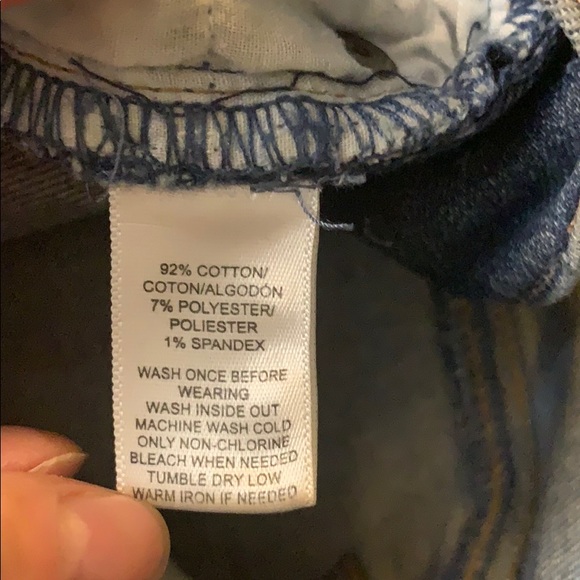 92% COTTON/
COTON/ALGODÓN
7% POLYESTER/
POLIESTER
1% SPANDEX
WASH ONCE BEFORE
WEARING
WASH INSIDE OUT
MACHINE WASH COLD
ONLY NON-CHLORINE
BLEACH WHEN NEEDED
TUMBLE DRY LOW
WARM IRON IF NEEDED